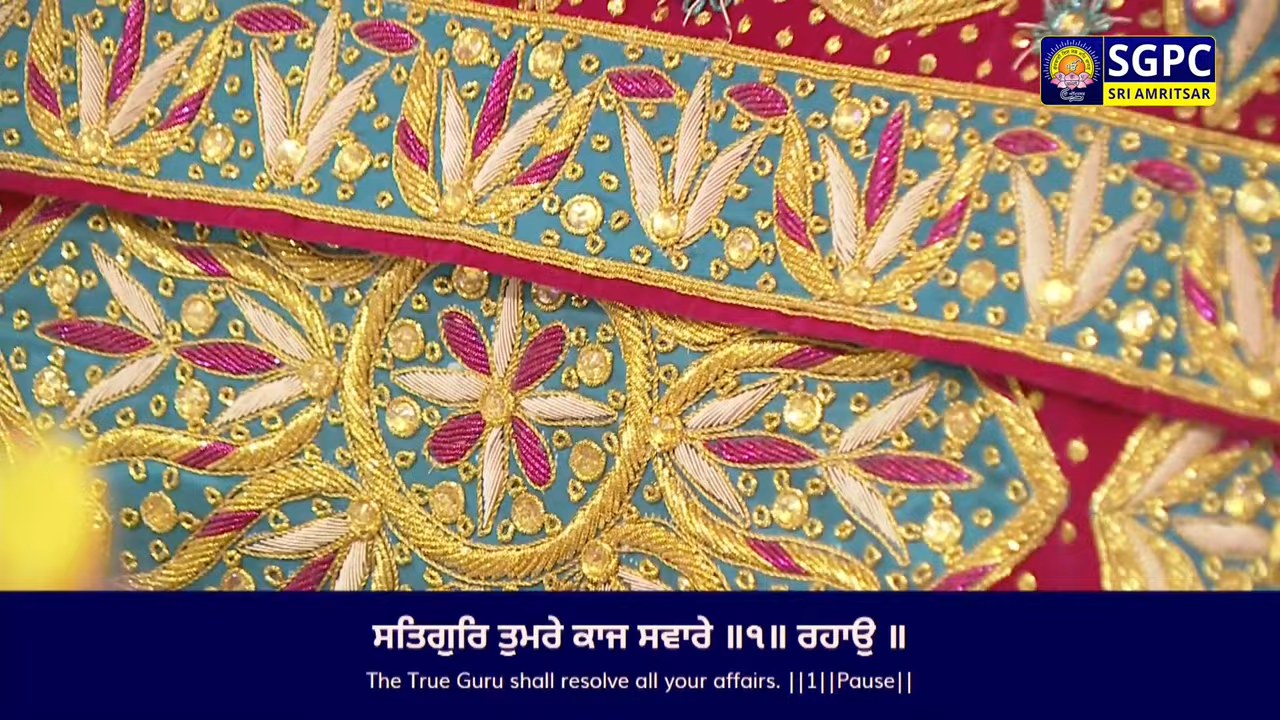 SGPC
SRI AMRITSAR
ਸਤਿਗੁਰਿ ਤੁਮਰੇ ਕਾਜ ਸਵਾਰੇ ॥੧॥ ਰਹਾਉ ॥
The True Guru shall resolve all your affairs. ||1||Pause||